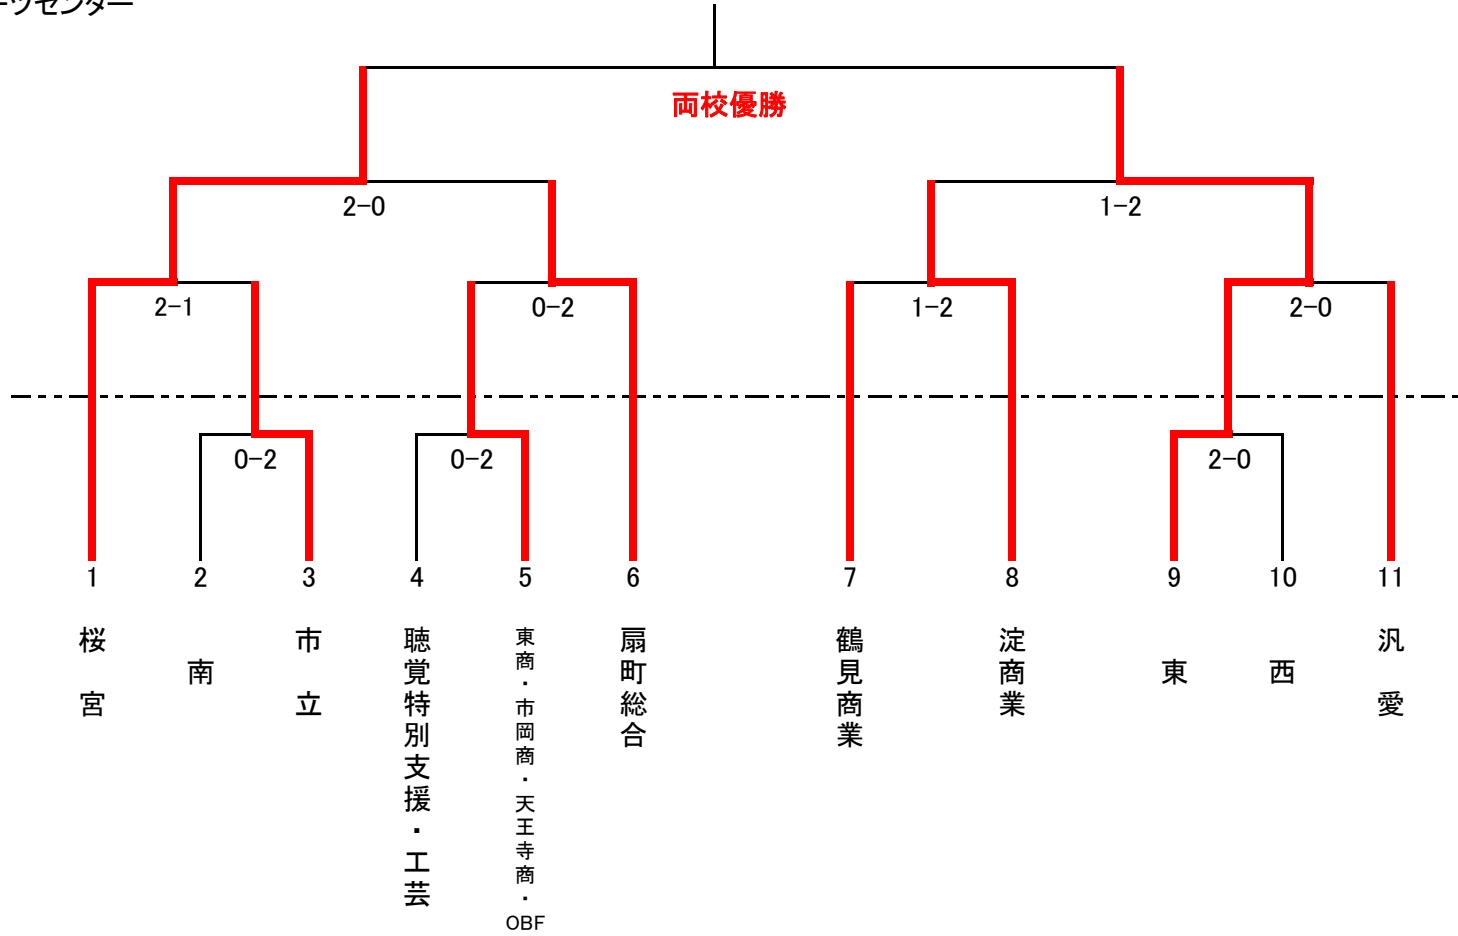 ーツセンター
両校優勝
2-0
1-2
2-1
0-2
1-2
2-0
0-2
0-2
2-0
1
2
3
4
5
6
7
8
9
10
11
桜宮
南
市立
聴覚特別支援・工芸
東商・市岡商・天王寺商・OBF
扇町総合
鶴見商業
淀商業
東
西
汎愛